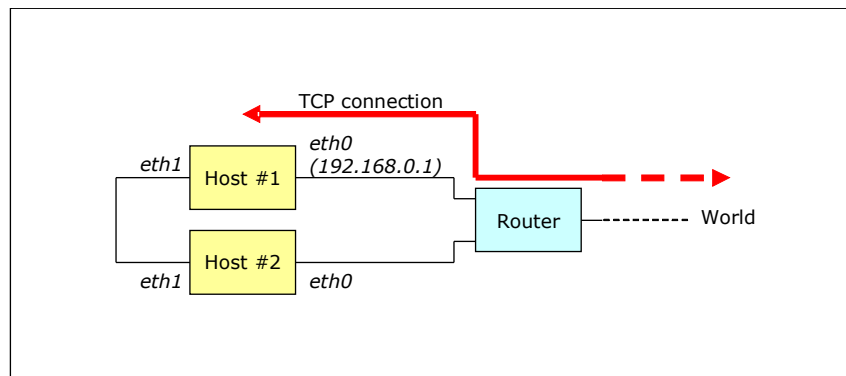 TCP connection
eth0
(192.168.0.1)
eth1
Host #1
Router
World
Host #2
eth1
eth0